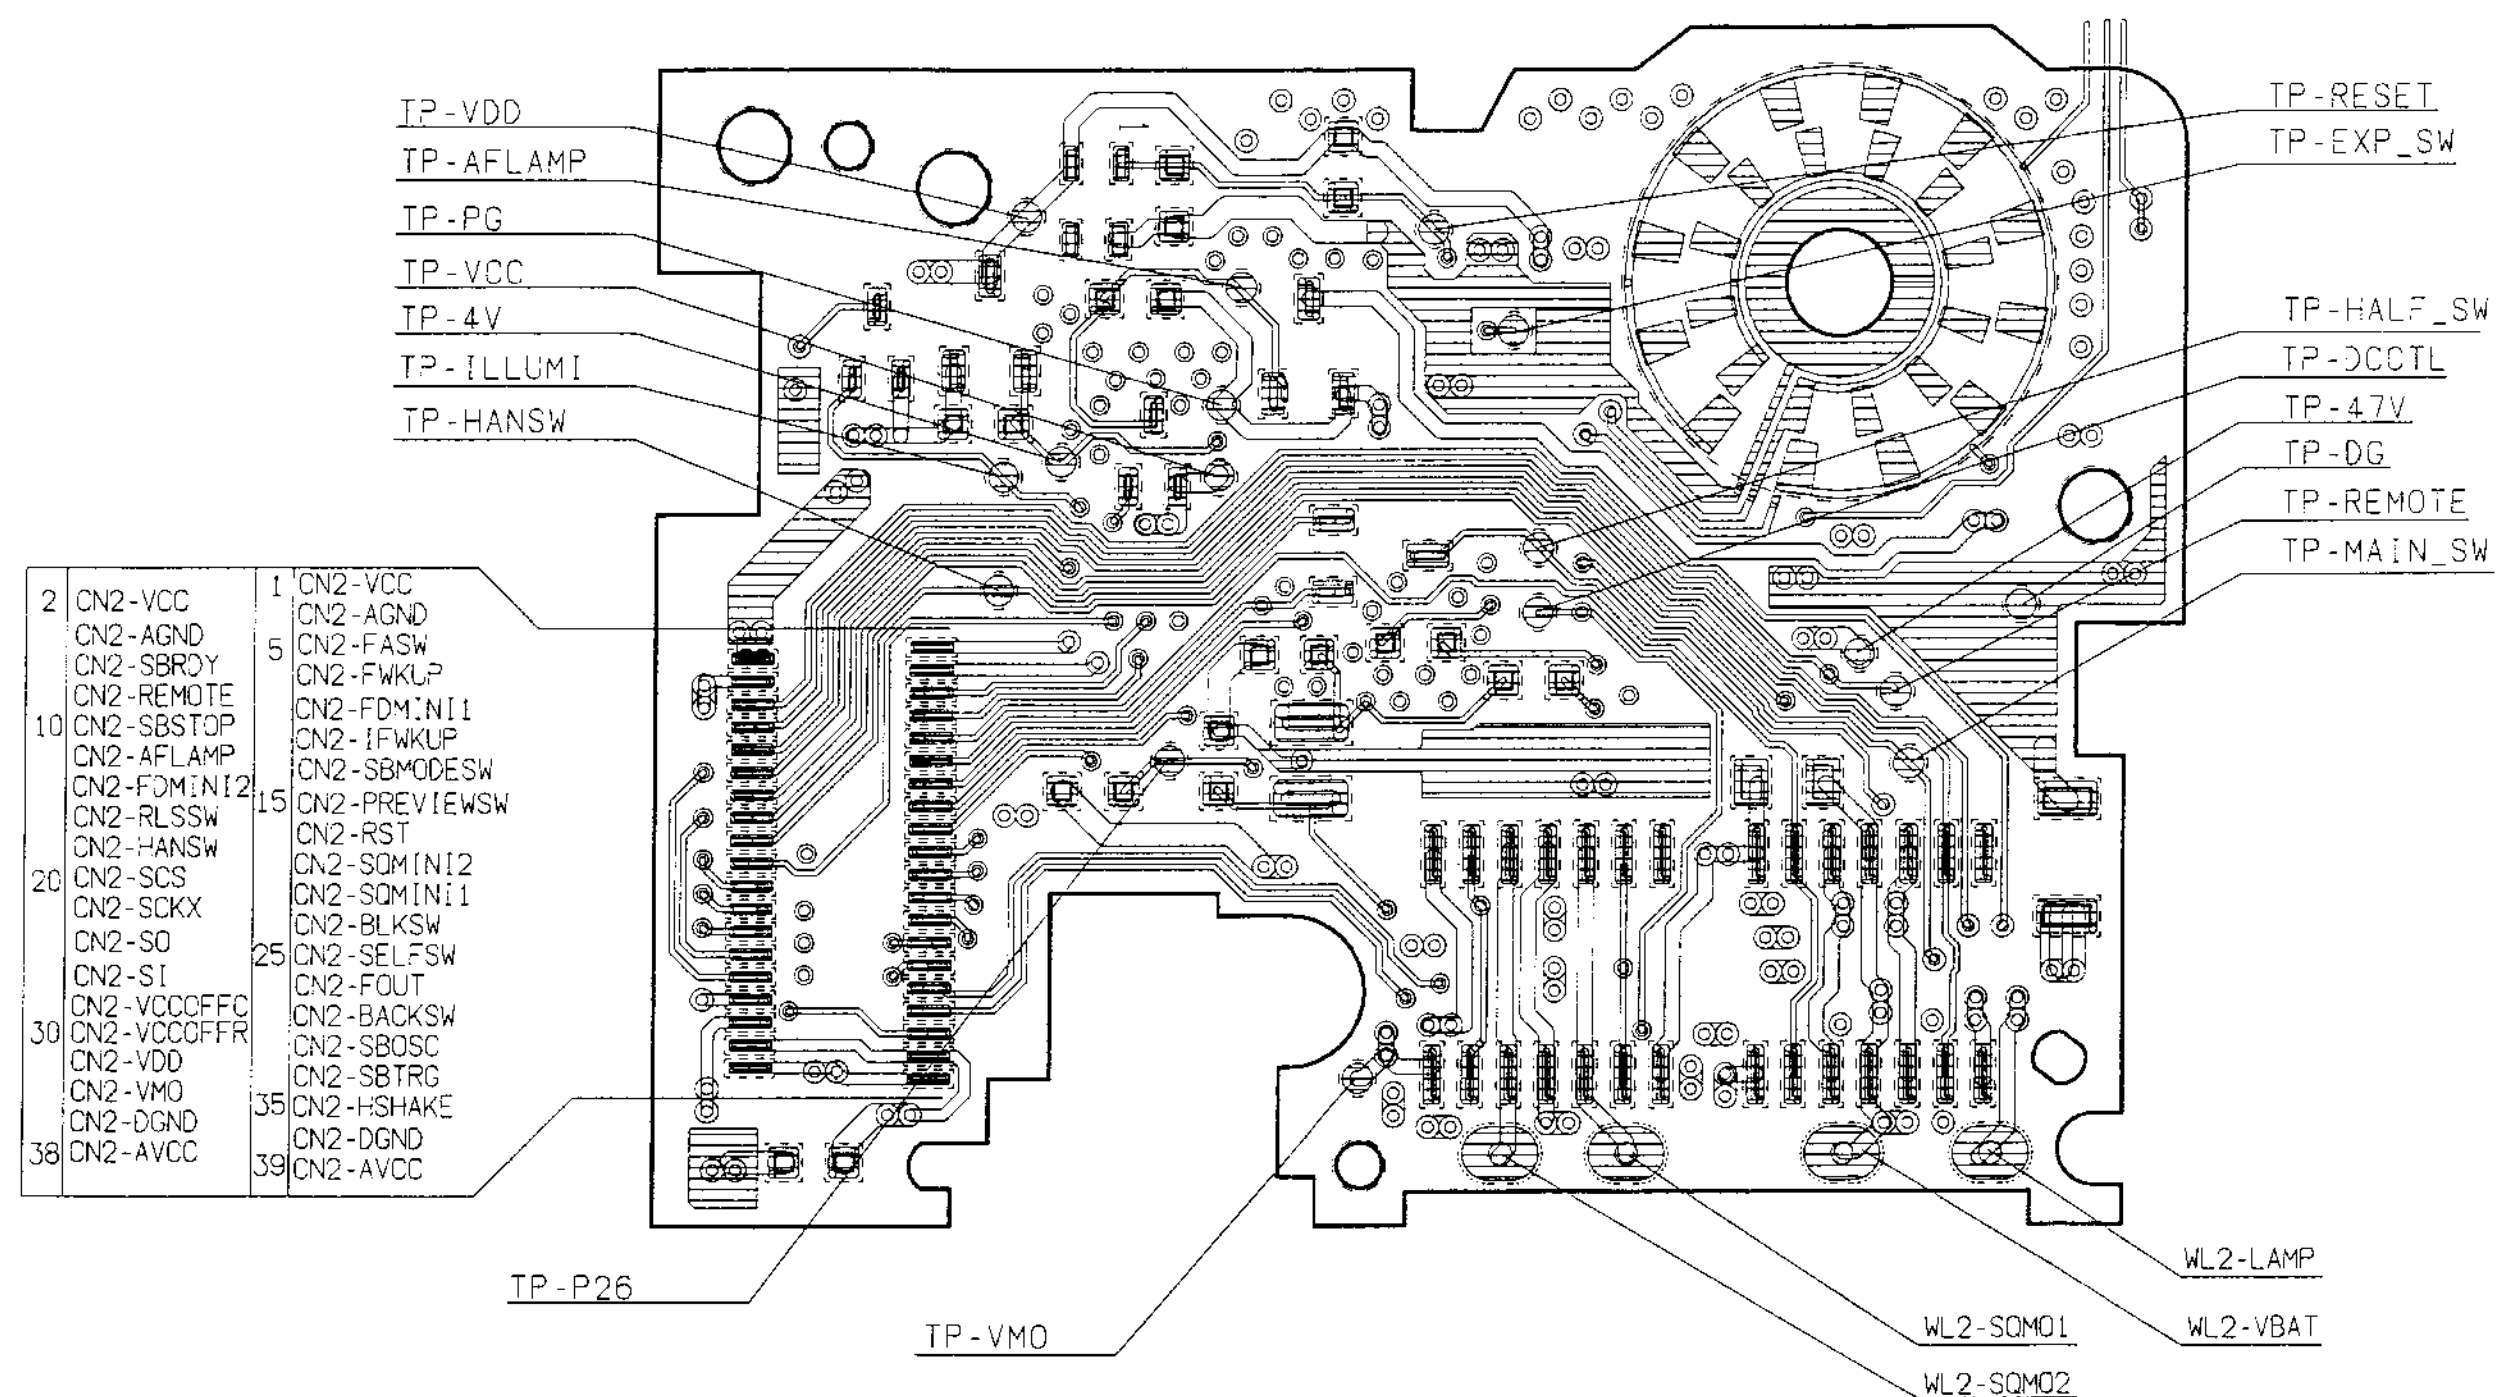 TP-VDD
TP-AFLAMP
TP-PG
TP-VCC
TP-4V
TP-ILLUMI
TP-HANSW
TP-RESET
TP-EXP_SW
TP-HALF_SW
TP-DCCTL
TP-47V
TP-DG
TP-REMOTE
TP-MAIN_SW
2 CN2-VCC
CN2-AGND
CN2-SBRDY
CN2-REMOTE
10 CN2-SBSTOP
CN2-AFLAMP
CN2-FDMINI2
CN2-RLSSW
CN2-HANSW
20 CN2-SCS
CN2-SCKX
CN2-SO
CN2-SI
CN2-VCCOFFC
30 CN2-VCCOFFR
CN2-VDD
CN2-VMO
CN2-DGND
38 CN2-AVCC
1 CN2-VCC
CN2-AGND
5 CN2-FASW
CN2-FWKUP
CN2-FDMINI1
CN2-IFWKUP
CN2-SBMODESW
15 CN2-PREVIEWSW
CN2-RST
CN2-SQMINI2
CN2-SQMINI1
CN2-BLKSW
25 CN2-SELFSW
CN2-FOUT
CN2-BACKSW
CN2-SBOSC
CN2-SBTRG
35 CN2-HSHAKE
CN2-DGND
39 CN2-AVCC
TP-P26
TP-VMO
WL2-LAMP
WL2-SQMO1
WL2-VBAT
WL2-SQMO2